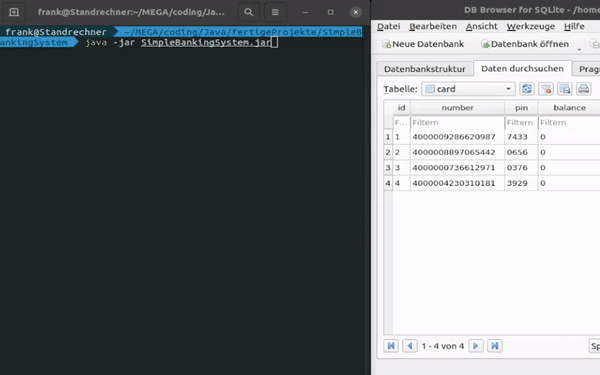 frank@Standrechner:~/MEGA/coding/Ja...
frank@Standrechner ~/MEGA/coding/Java/fertigeProjekte/SimpleB
ankingSystem java -jar SimpleBankingSystem.jar
DB Browser for SQLite - /home
Datei Bearbeiten Ansicht Werkzeuge Hilfe
Neue Datenbank Datenbank öffnen
Datenbankstruktur Daten durchsuchen Prag
Tabelle: card
id number pin balance
F... Filtern Filtern Filtern
1 1 4000009286620987 7433 0
2 2 4000008897065442 0656 0
3 3 4000000736612971 0376 0
4 4 4000004230310181 3929 0
1 - 4 von 4 Sp